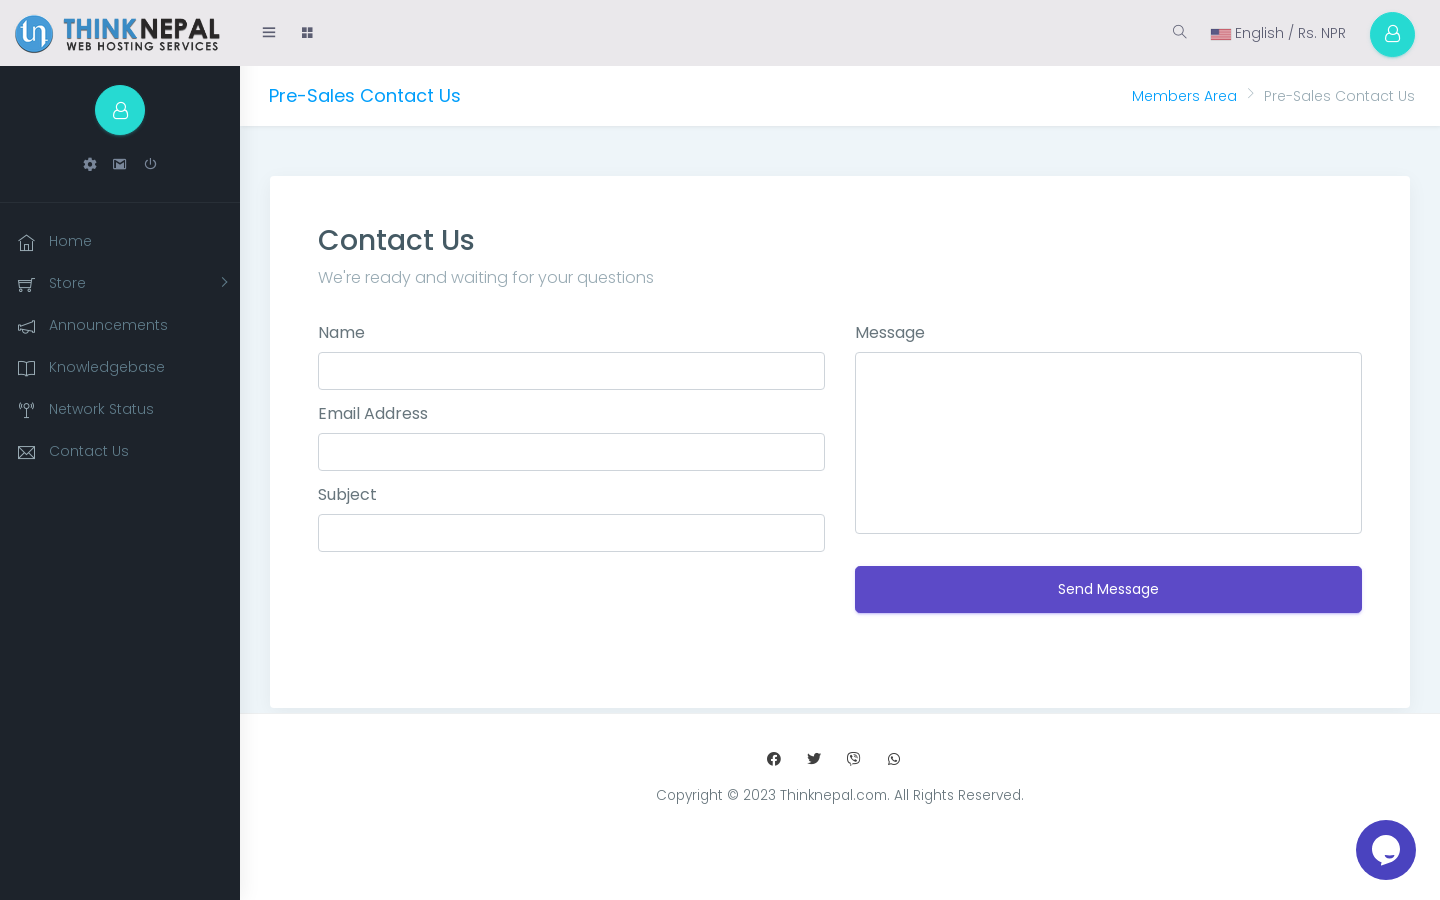 THINKNEPAL
WEB HOSTING SERVICES
English / Rs. NPR
Pre-Sales Contact Us
Members Area
Pre-Sales Contact Us
Home
Store
Announcements
Knowledgebase
Network Status
Contact Us
Contact Us
We're ready and waiting for your questions
Name
Email Address
Subject
Message
Send Message
Copyright © 2023 Thinknepal.com. All Rights Reserved.